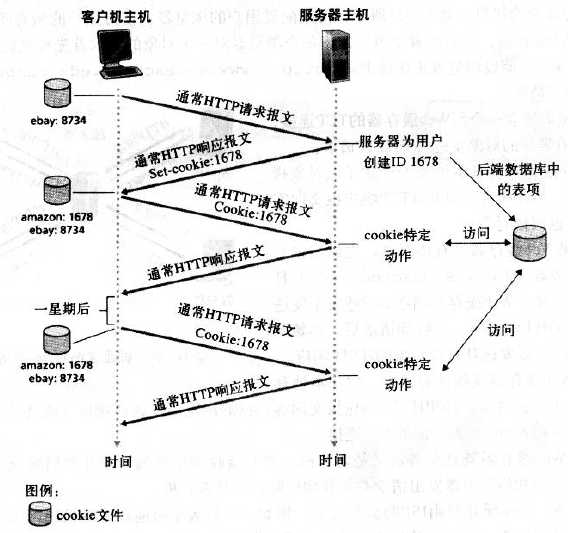 客户机主机
服务器主机
ebay: 8734
通常HTTP请求报文
通常HTTP响应报文
Set-cookie:1678
服务器为用户
创建ID 1678
后端数据库中
的表项
amazon: 1678
ebay: 8734
通常HTTP请求报文
Cookie:1678
cookie特定
动作
访问
通常HTTP响应报文
一星期后
访问
amazon: 1678
ebay: 8734
通常HTTP请求报文
Cookie:1678
cookie特定
动作
通常HTTP响应报文
时间
时间
图例：
cookie文件